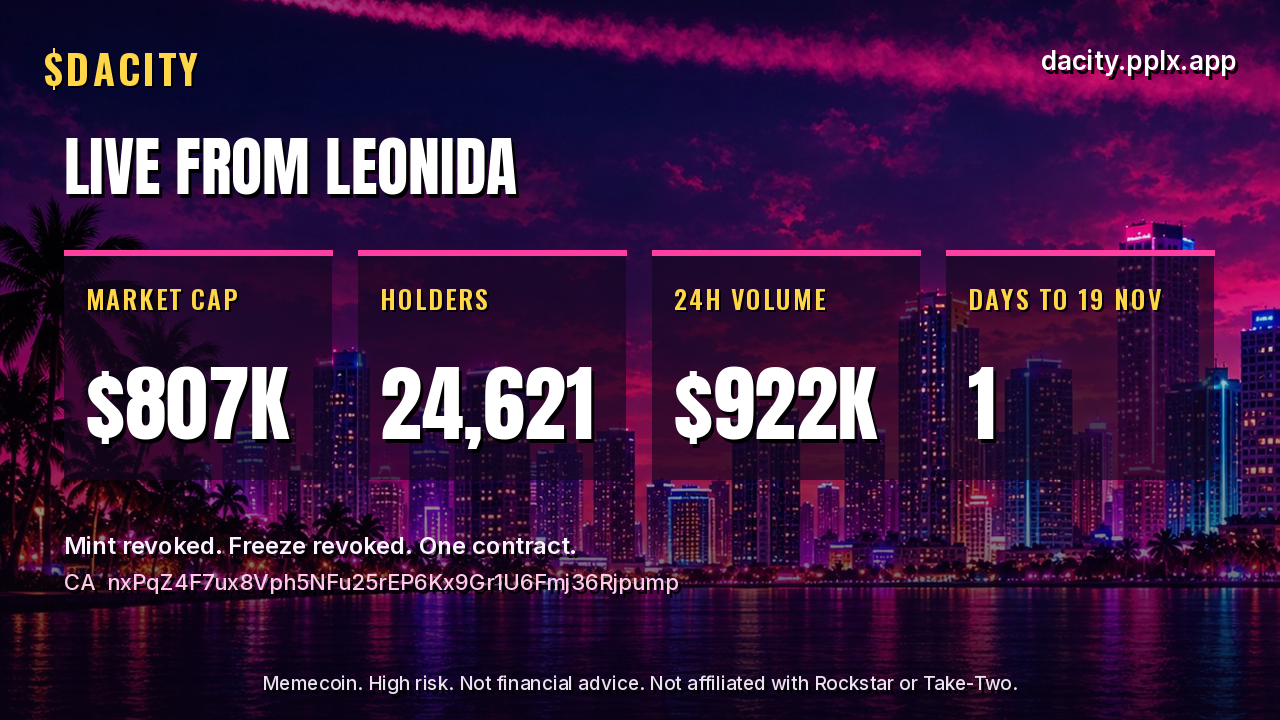 $DACITY
dacity.pplx.app
LIVE FROM LEONIDA
MARKET CAP
$807K
HOLDERS
24,621
24H VOLUME
$922K
DAYS TO 19 NOV
1
Mint revoked. Freeze revoked. One contract.
CA nxPqZ4F7ux8Vph5NFu25rEP6Kx9Gr1U6Fmj36Rjpump
Memecoin. High risk. Not financial advice. Not affiliated with Rockstar or Take-Two.